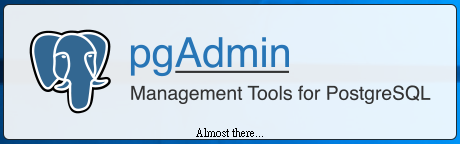 pgAdmin
Management Tools for PostgreSQL
Almost there...